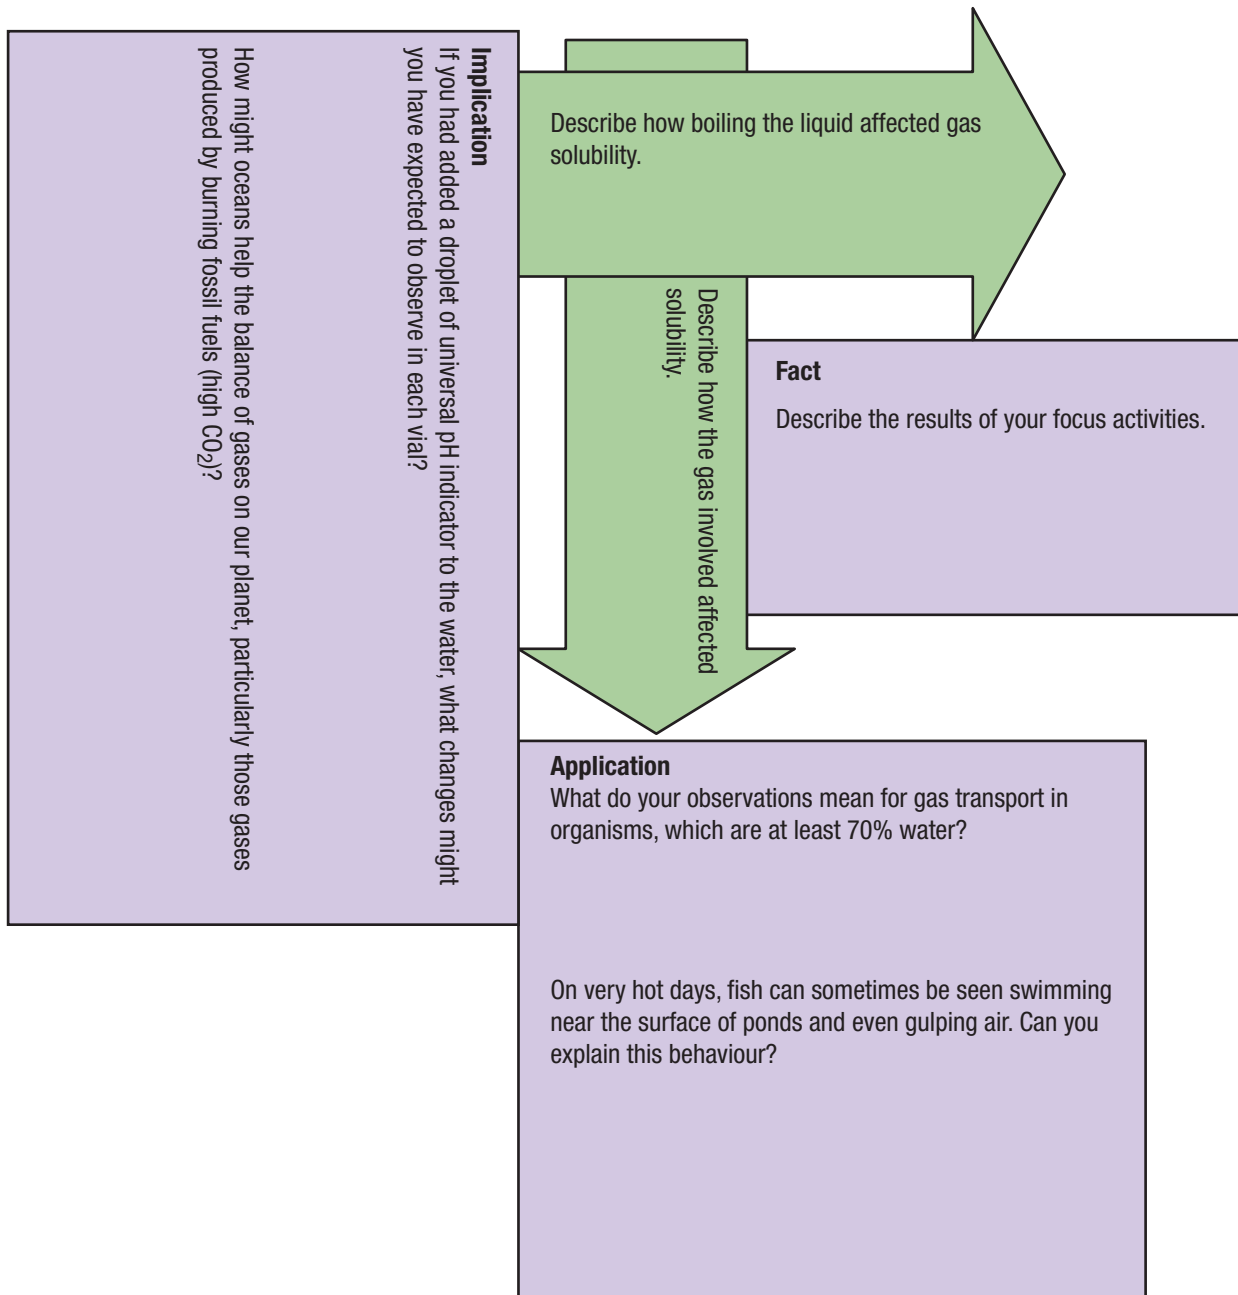 Implication
If you had added a droplet of universal pH indicator to the water, what changes might
you have expected to observe in each vial?
How might oceans help the balance of gases on our planet, particularly those gases
produced by burning fossil fuels (high CO₂)?
Describe how boiling the liquid affected gas
solubility.
Describe how the gas involved affected
solubility.
Fact
Describe the results of your focus activities.
Application
What do your observations mean for gas transport in
organisms, which are at least 70% water?
On very hot days, fish can sometimes be seen swimming
near the surface of ponds and even gulping air. Can you
explain this behaviour?